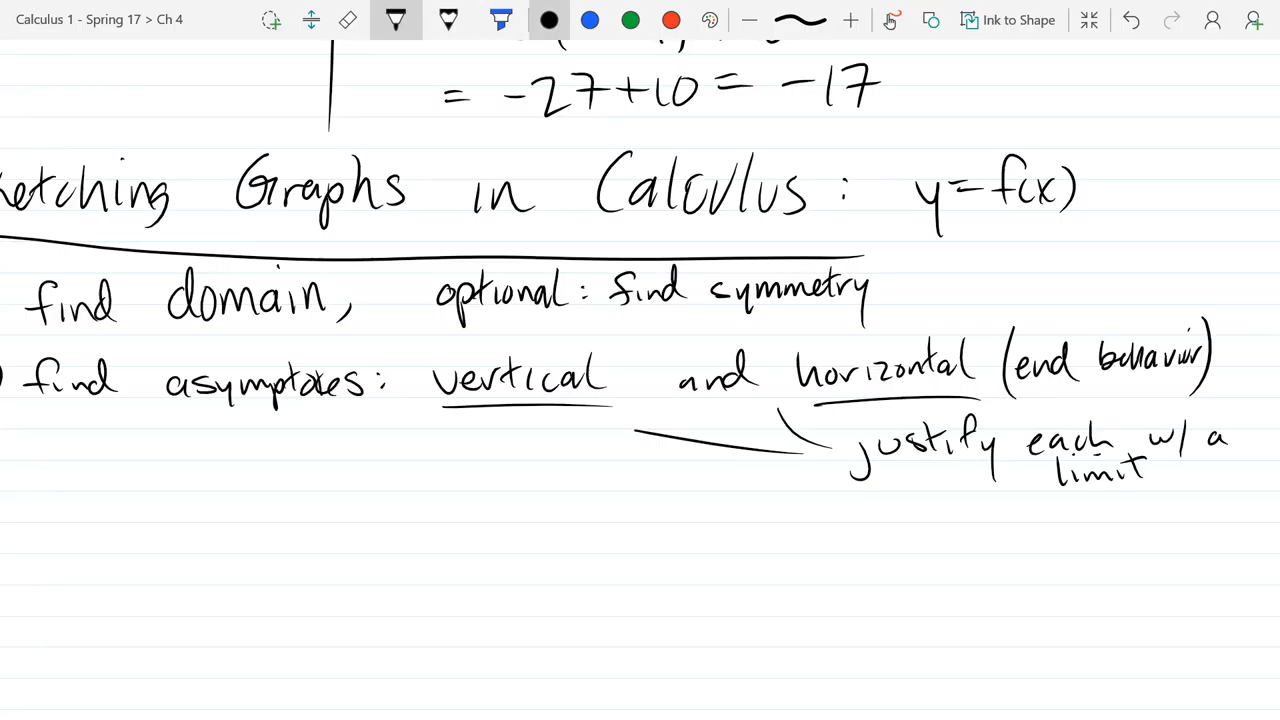 Calculus 1 - Spring 17 > Ch 4
Ink to Shape
= -27+10 = -17
ketching Graphs in Calculus: y=f(x)
find domain, optional: find symmetry
) find asymptotes: vertical and horizontal (end behavior)
justify each w/ a
limit